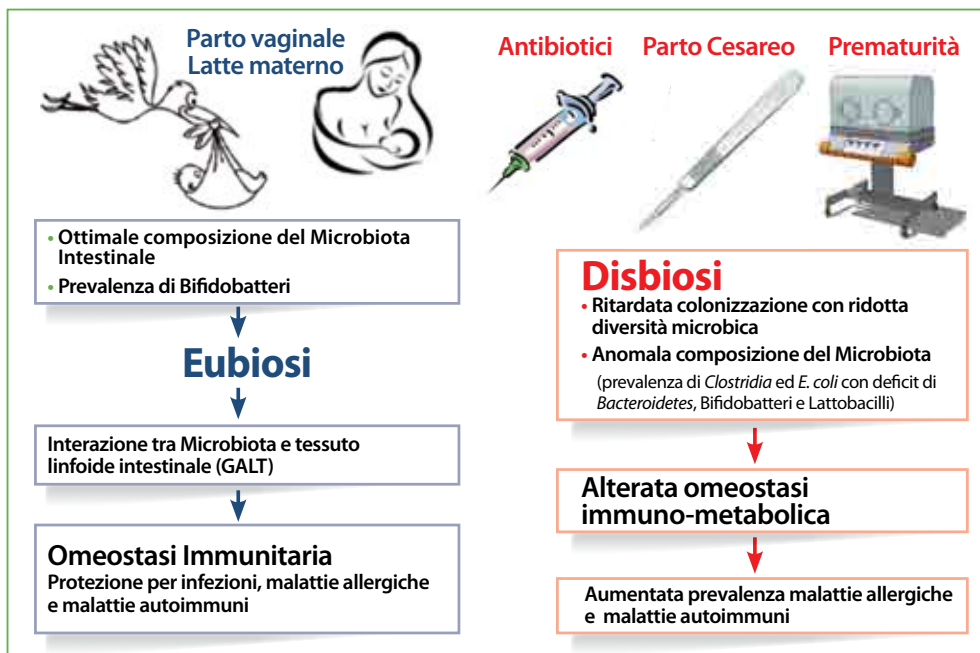 Parto vaginale
Latte materno
• Ottimale composizione del Microbiota
Intestinale
• Prevalenza di Bifidobatteri
Eubiosi
Interazione tra Microbiota e tessuto
linfoide intestinale (GALT)
Omeostasi Immunitaria
Protezione per infezioni, malattie allergiche
e malattie autoimmuni
Antibiotici
Parto Cesareo
Prematurità
Disbiosi
• Ritardata colonizzazione con ridotta
diversità microbica
• Anomala composizione del Microbiota
(prevalenza di Clostridia ed E. coli con deficit di
Bacteroidetes, Bifidobatteri e Lattobacilli)
Alterata omeostasi
immuno-metabolica
Aumentata prevalenza malattie allergiche
e malattie autoimmuni